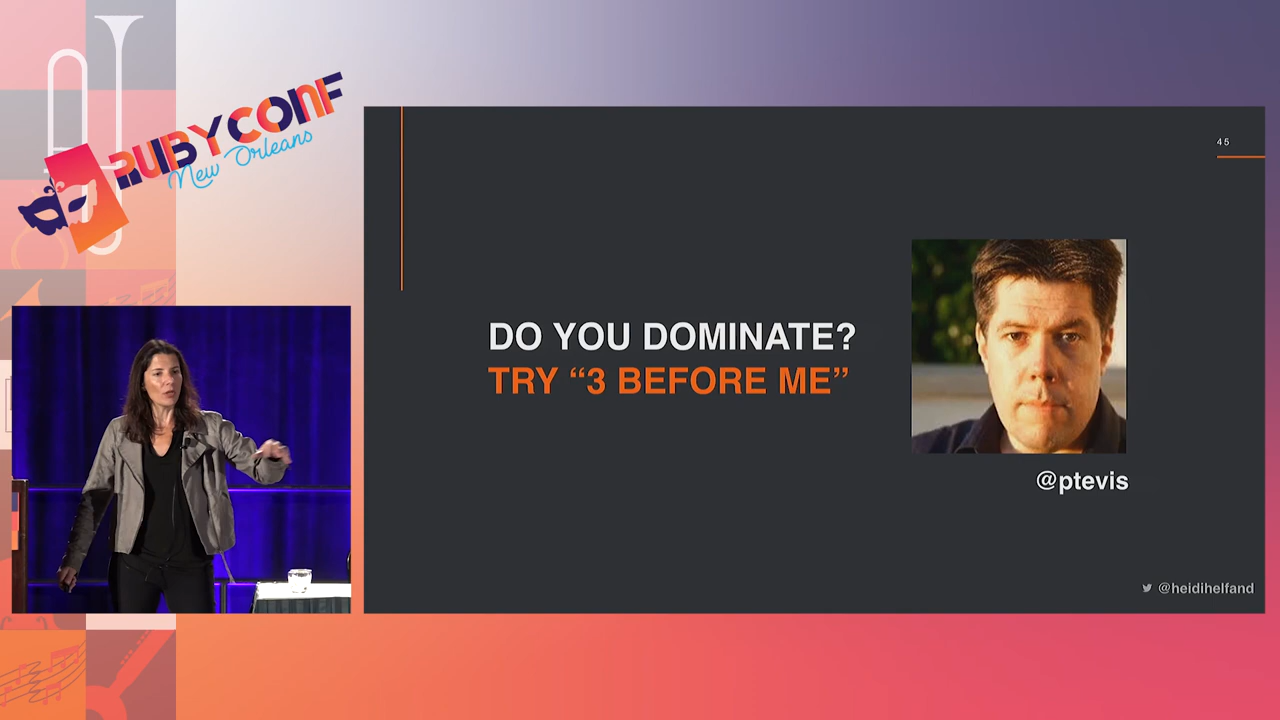 RUBYCONF
New Orleans
45
DO YOU DOMINATE?
TRY “3 BEFORE ME”
@ptevis
@heidihelfand